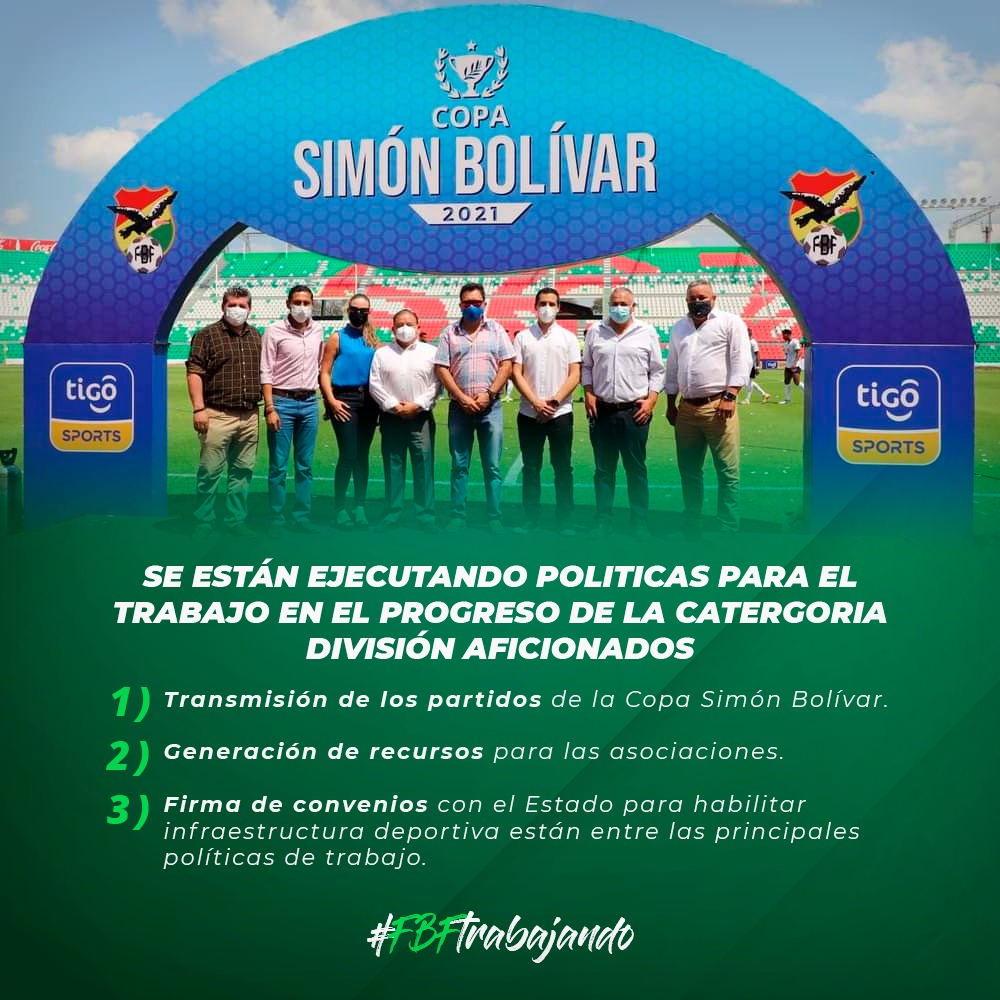 COPA
SIMÓN BOLÍVAR
2021
FBF
FBF
tigo
SPORTS
tigo
SPORTS
SE ESTÁN EJECUTANDO POLITICAS PARA EL
TRABAJO EN EL PROGRESO DE LA CATERGORIA
DIVISIÓN AFICIONADOS
1) Transmisión de los partidos de la Copa Simón Bolívar.
2) Generación de recursos para las asociaciones.
3) Firma de convenios con el Estado para habilitar
infraestructura deportiva están entre las principales
políticas de trabajo.
#FBFTrabajando